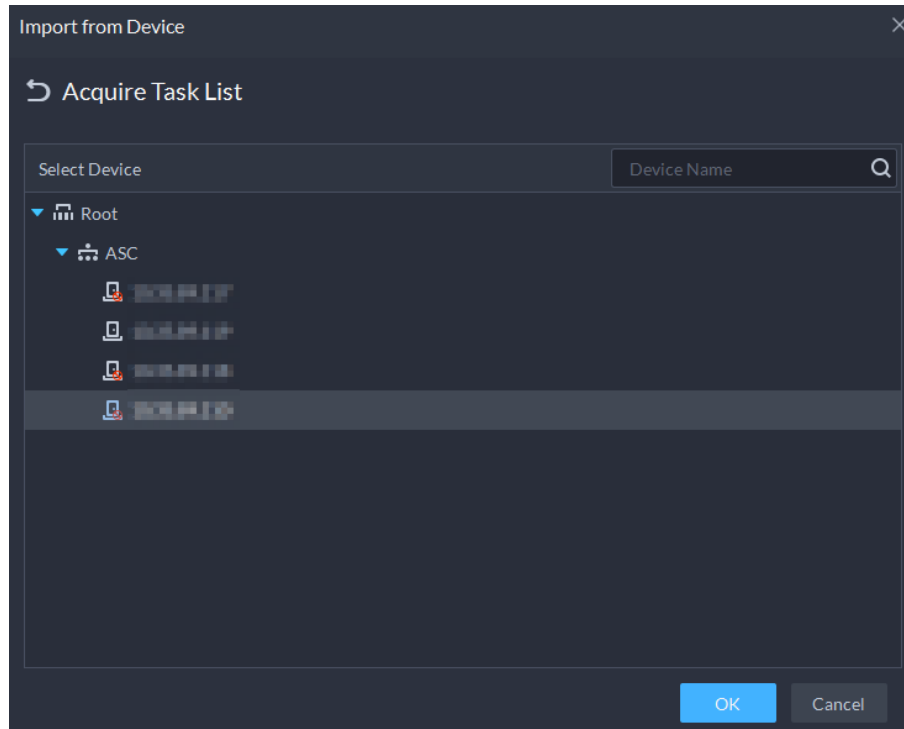 Import from Device
Acquire Task List
Select Device
Device Name
Root
ASC
OK
Cancel